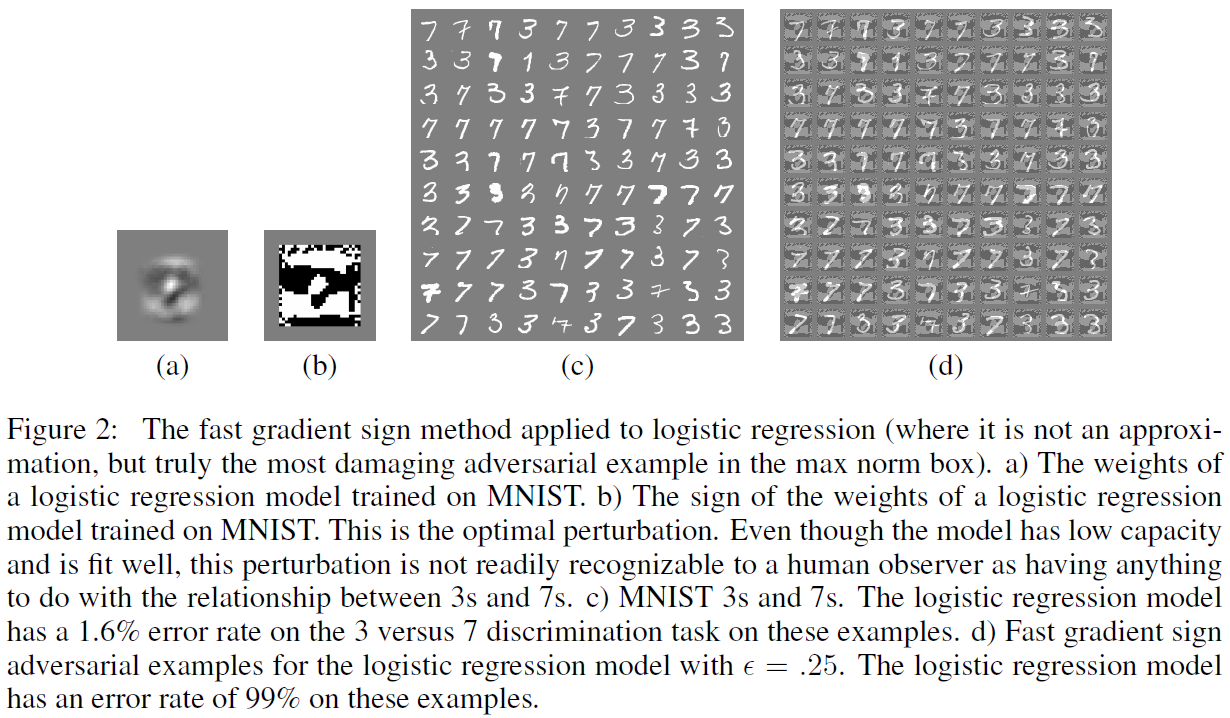 (a)
(b)
(c)
(d)
Figure 2: The fast gradient sign method applied to logistic regression (where it is not an approxi-
mation, but truly the most damaging adversarial example in the max norm box). a) The weights of
a logistic regression model trained on MNIST. b) The sign of the weights of a logistic regression
model trained on MNIST. This is the optimal perturbation. Even though the model has low capacity
and is fit well, this perturbation is not readily recognizable to a human observer as having anything
to do with the relationship between 3s and 7s. c) MNIST 3s and 7s. The logistic regression model
has a 1.6% error rate on the 3 versus 7 discrimination task on these examples. d) Fast gradient sign
adversarial examples for the logistic regression model with ϵ = .25. The logistic regression model
has an error rate of 99% on these examples.